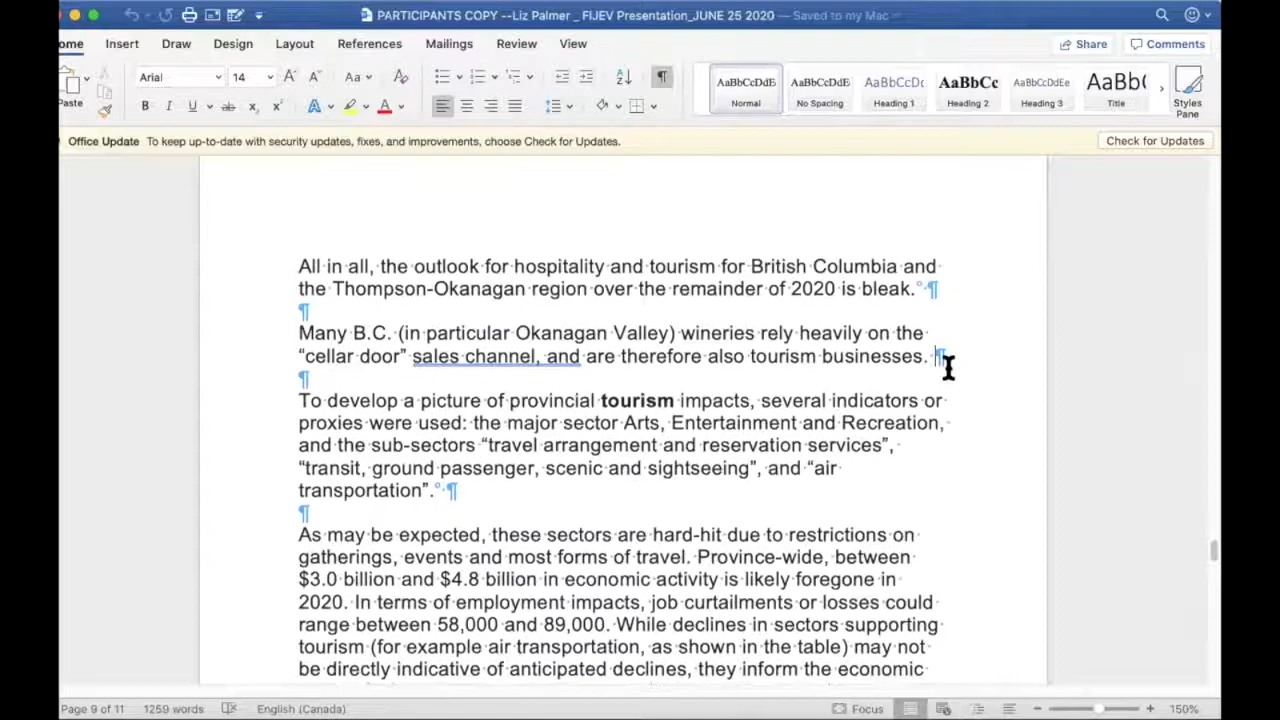 PARTICIPANTS COPY --Liz Palmer _ FIJEV Presentation_JUNE 25 2020 — Saved to my Mac
ome Insert Draw Design Layout References Mailings Review View Share Comments
Paste Arial 14 Aa
B I U ab x₂ x² A A
AaBbCcDdE AaBbCcDdE AaBbCcDc AaBbCc AaBbCcDdEe AaBb(
Normal No Spacing Heading 1 Heading 2 Heading 3 Title Styles Pane
Office Update To keep up-to-date with security updates, fixes, and improvements, choose Check for Updates. Check for Updates
All in all, the outlook for hospitality and tourism for British Columbia and
the Thompson-Okanagan region over the remainder of 2020 is bleak. ¶
¶
Many B.C. (in particular Okanagan Valley) wineries rely heavily on the
“cellar door” sales channel, and are therefore also tourism businesses. ¶
¶
To develop a picture of provincial tourism impacts, several indicators or
proxies were used: the major sector Arts, Entertainment and Recreation,
and the sub-sectors “travel arrangement and reservation services”,
“transit, ground passenger, scenic and sightseeing”, and “air
transportation”. ¶
¶
As may be expected, these sectors are hard-hit due to restrictions on
gatherings, events and most forms of travel. Province-wide, between
$3.0 billion and $4.8 billion in economic activity is likely foregone in
2020. In terms of employment impacts, job curtailments or losses could
range between 58,000 and 89,000. While declines in sectors supporting
tourism (for example air transportation, as shown in the table) may not
be directly indicative of anticipated declines, they inform the economic
Page 9 of 11 1259 words English (Canada) Focus 150%